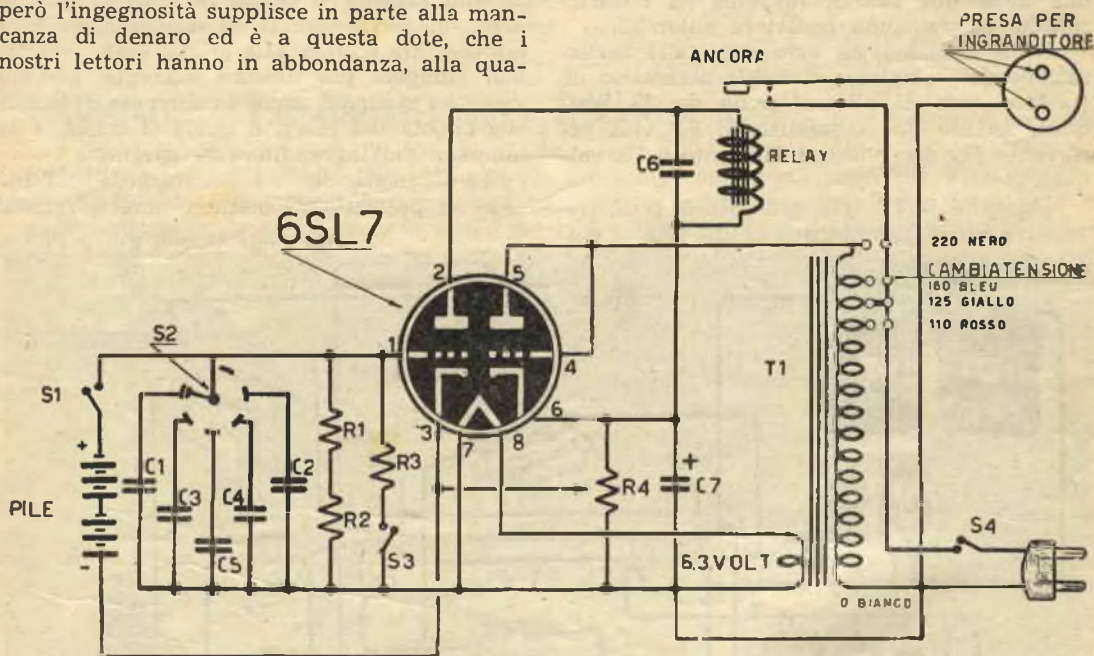 però l'ingegnosità supplisce in parte alla man-
canza di denaro ed è a questa dote, che i
nostri lettori hanno in abbondanza, alla qua-
PRESA PER
INGRANDITORE
ANCORA
C6
RELAY
6SL7
2
5
220 NERO
CAMBIATENSIONE
160 BLEU
125 GIALLO
110 ROSSO
S2
1
4
T1
S1
+
-
6
3
7
8
R1
R3
C1
C3
C4
C2
R4
+
C7
PILE
R2
C5
S3
S4
6.3 VOLT
0 BIANCO
-